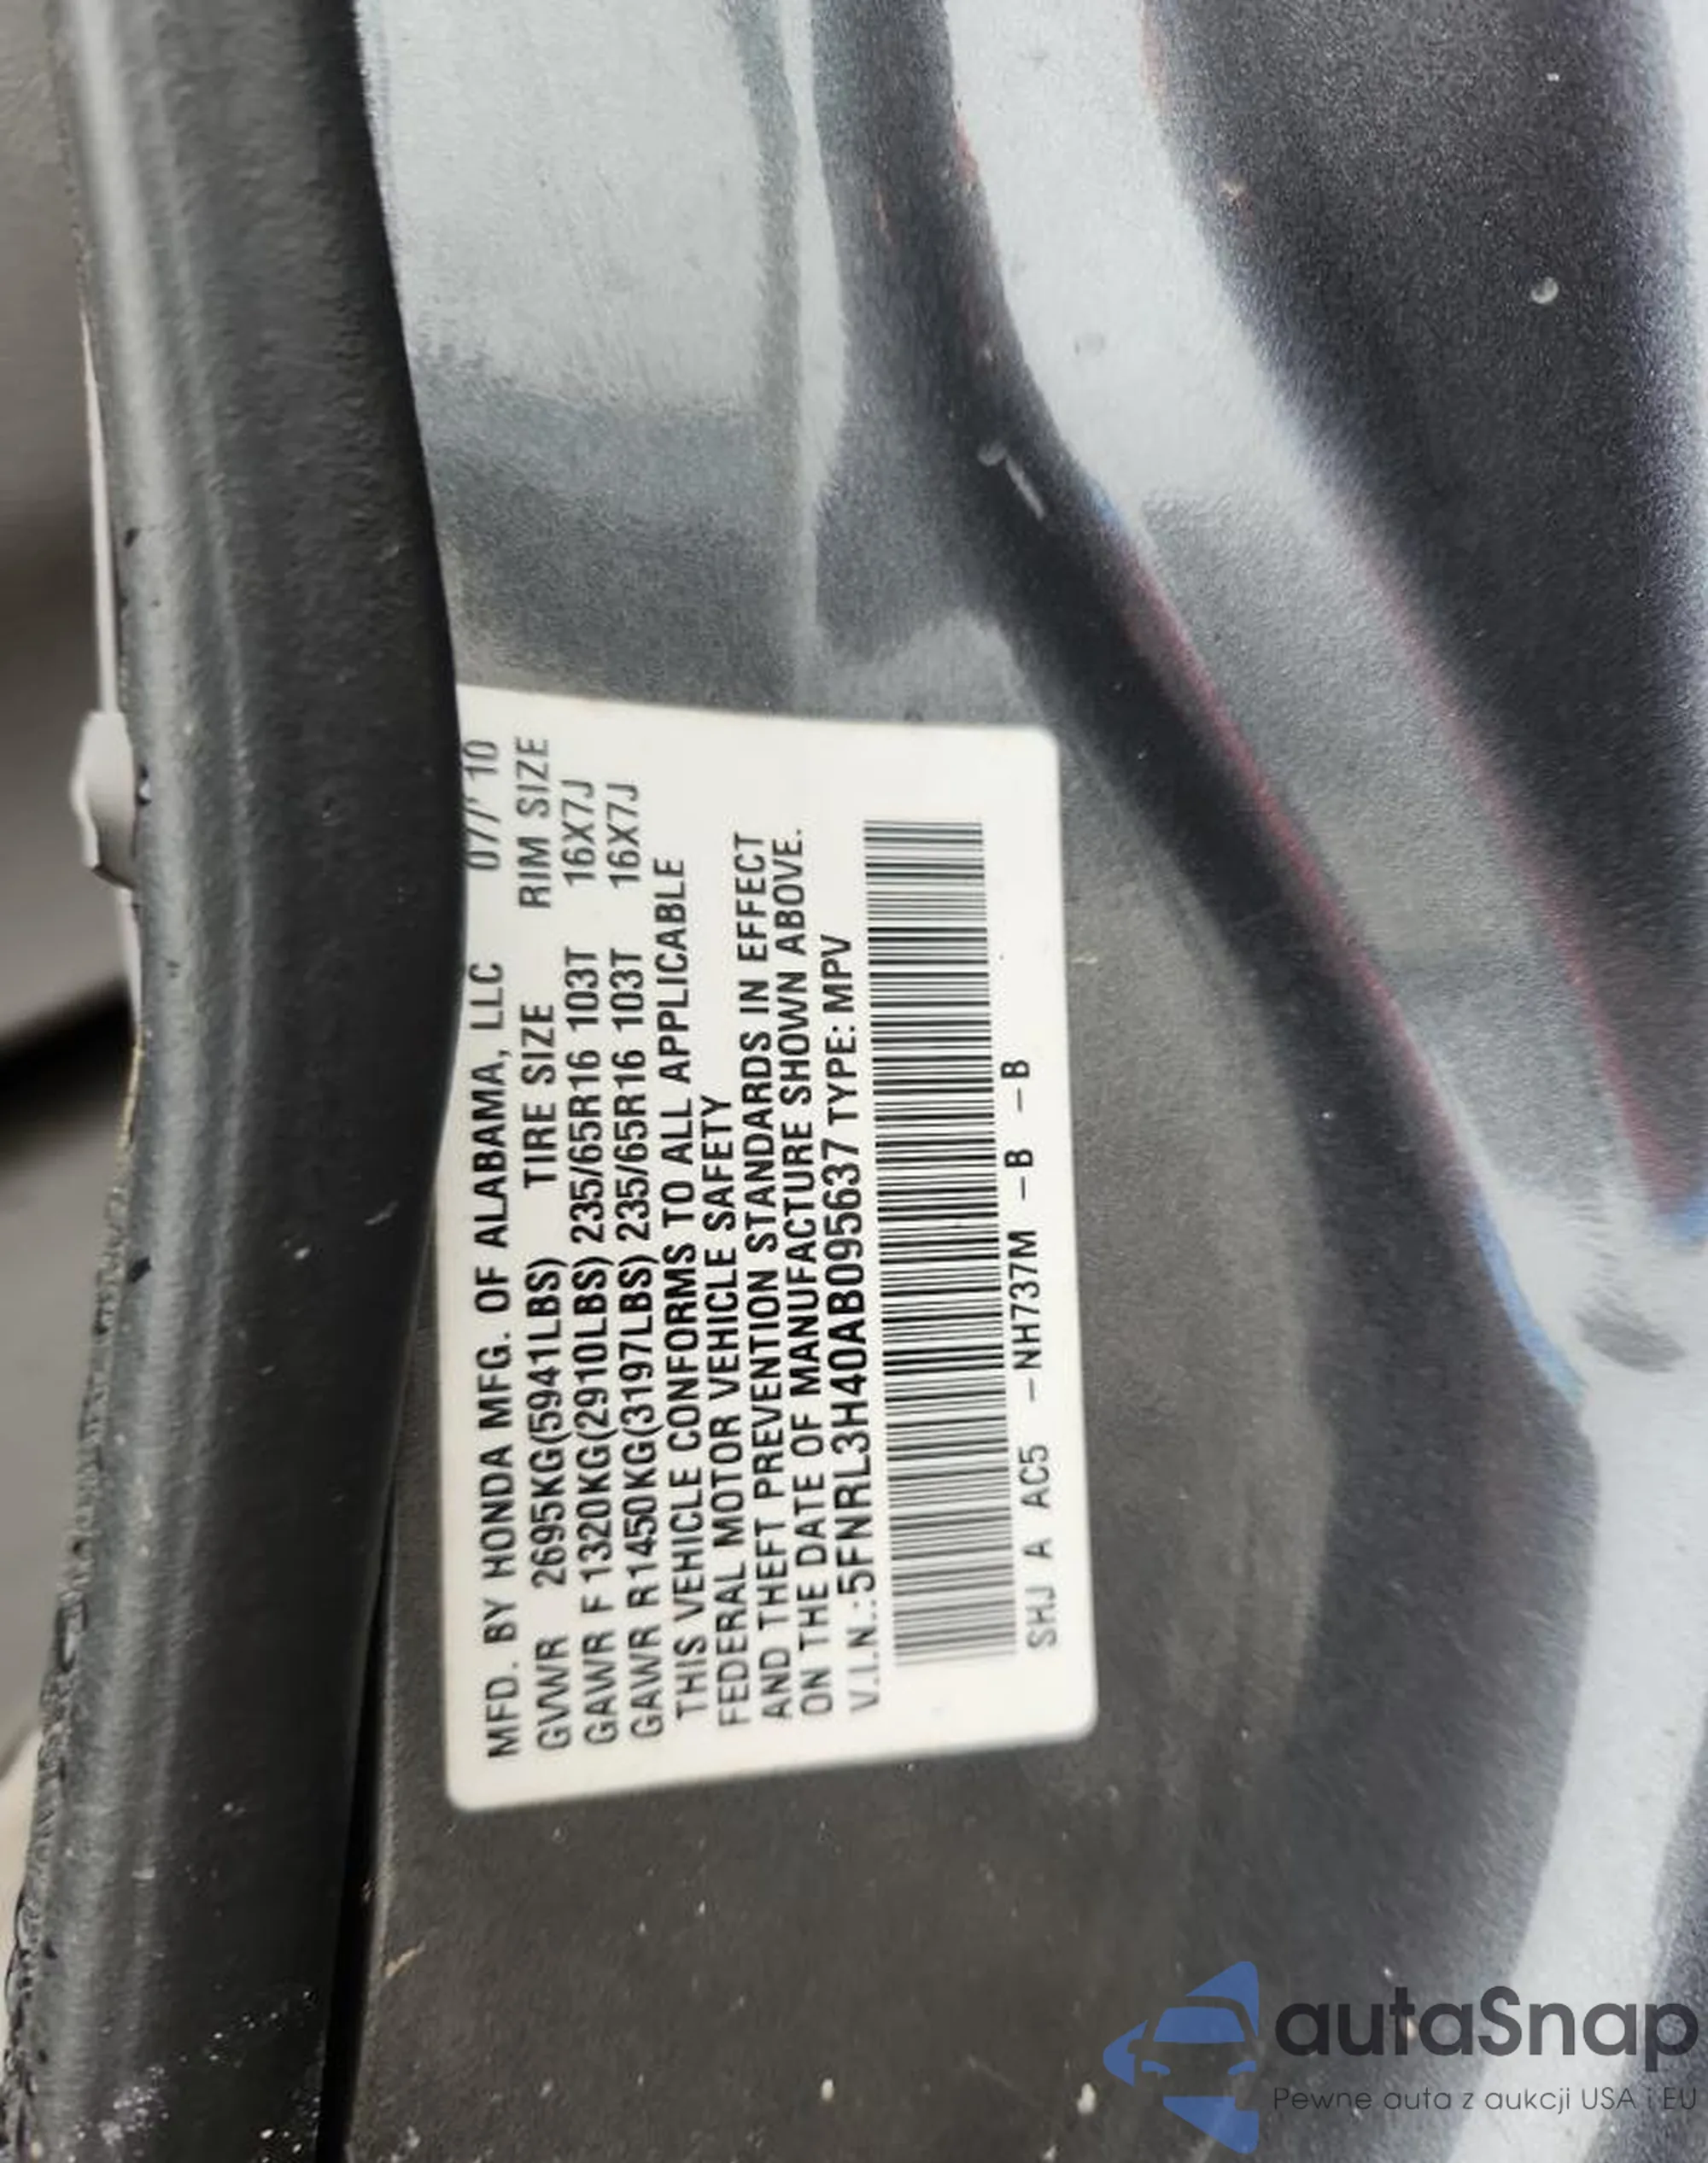 MFD. BY HONDA MFG. OF ALABAMA, LLC 07/'10
GVWR 2695KG(5941LBS) TIRE SIZE RIM SIZE
GAWR F 1320KG(2910LBS) 235/65R16 103T 16X7J
GAWR R 1450KG(3197LBS) 235/65R16 103T 16X7J
THIS VEHICLE CONFORMS TO ALL APPLICABLE
FEDERAL MOTOR VEHICLE SAFETY
AND THEFT PREVENTION STANDARDS IN EFFECT
ON THE DATE OF MANUFACTURE SHOWN ABOVE.
V.I.N.:5FNRL3H40AB095637 TYPE: MPV
SHJ A AC5 -NH737M -B -B
autaSnap
Pewne auta z aukcji USA i EU